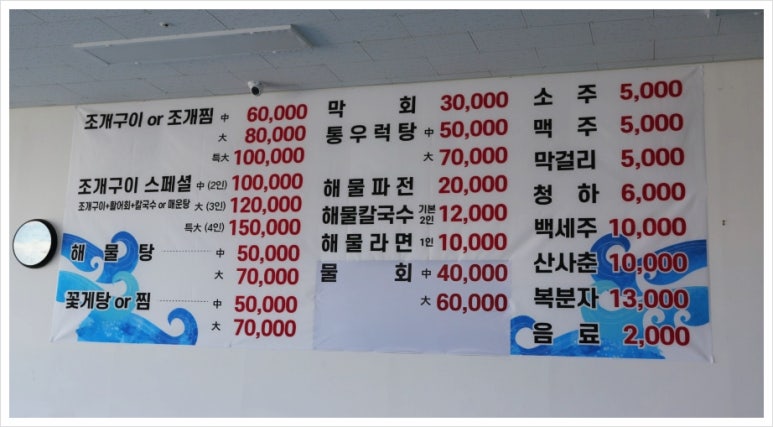 조개구이 or 조개찜 中 60,000
大 80,000
특大 100,000
조개구이 스페셜 中 (2인) 100,000
조개구이+활어회+칼국수 or 매운탕 大 (3인) 120,000
특大 (4인) 150,000
해물탕 中 50,000
大 70,000
꽃게탕 or 찜 中 50,000
大 70,000
막회 30,000
통우럭탕 中 50,000
大 70,000
해물파전 20,000
해물칼국수 기본 2인 12,000
해물라면 1인 10,000
물회 中 40,000
大 60,000
소주 5,000
맥주 5,000
막걸리 5,000
청하 6,000
백세주 10,000
산사춘 10,000
복분자 13,000
음료 2,000